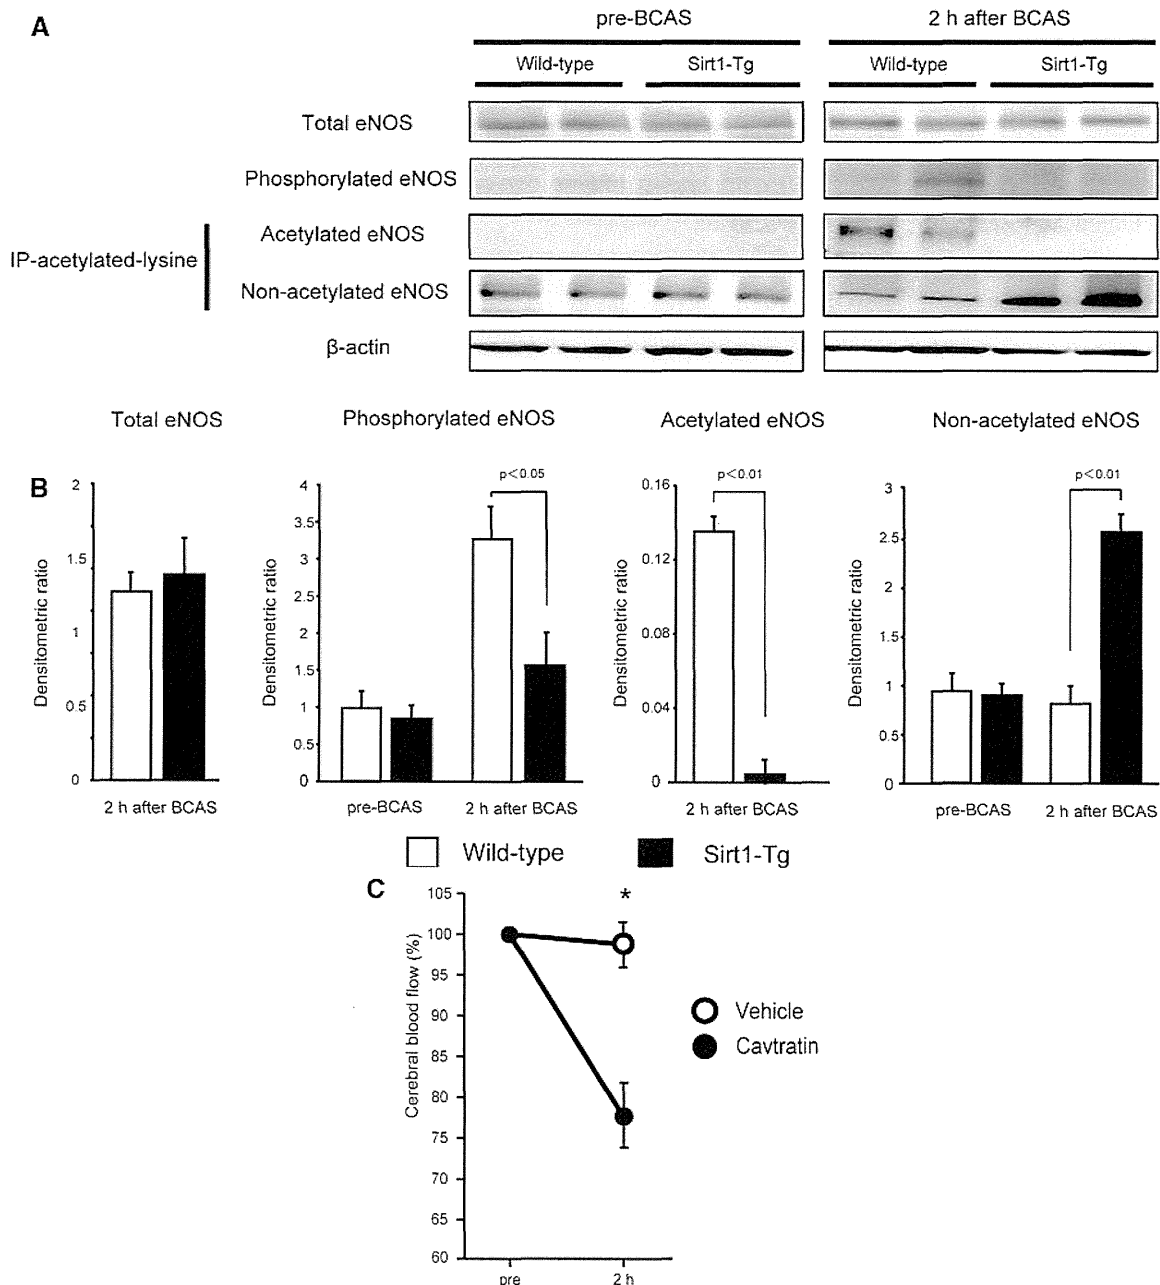 A
pre-BCAS
2 h after BCAS
Wild-type
Sirt1-Tg
Wild-type
Sirt1-Tg
Total eNOS
Phosphorylated eNOS
Acetylated eNOS
IP-acetylated-lysine
Non-acetylated eNOS
β-actin
B
Total eNOS
Densitometric ratio
2
1.5
1
0.5
0
2 h after BCAS
Phosphorylated eNOS
Densitometric ratio
4
3.5
3
2.5
2
1.5
1
0.5
0
p<0.05
pre-BCAS
2 h after BCAS
Acetylated eNOS
Densitometric ratio
0.16
0.12
0.08
0.04
0
p<0.01
2 h after BCAS
Non-acetylated eNOS
Densitometric ratio
3
2.5
2
1
0.5
0
p<0.01
pre-BCAS
2 h after BCAS
Wild-type
Sirt1-Tg
C
Cerebral blood flow (%)
105
100
95
90
85
80
75
70
65
60
*
pre
2 h
Vehicle
Cavtratin